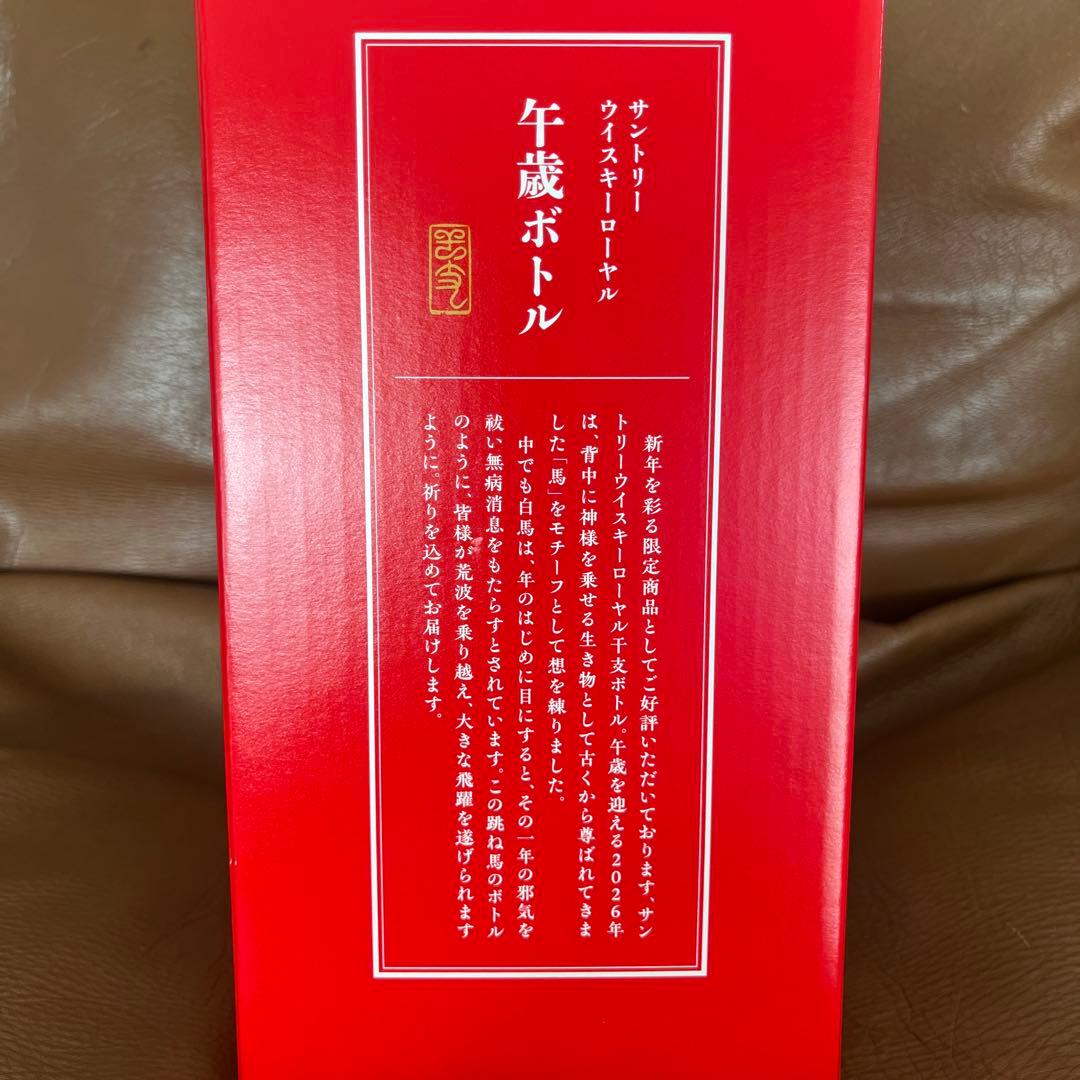 サントリー
ウイスキーローヤル
午歳ボトル
新年を彩る限定商品としてご好評いただいております、サン
トリーウイスキーローヤル干支ボトル。午歳を迎える2026年
は、背中に神様を乗せる生き物として古くから尊ばれてきま
した「馬」をモチーフとして想を練りました。
中でも白馬は、年のはじめに目にすると、その一年の邪気を
祓い無病消息をもたらすとされています。この跳ね馬のボトル
のように、皆様が荒波を乗り越え、大きな飛躍を遂げられます
ように。祈りを込めてお届けします。